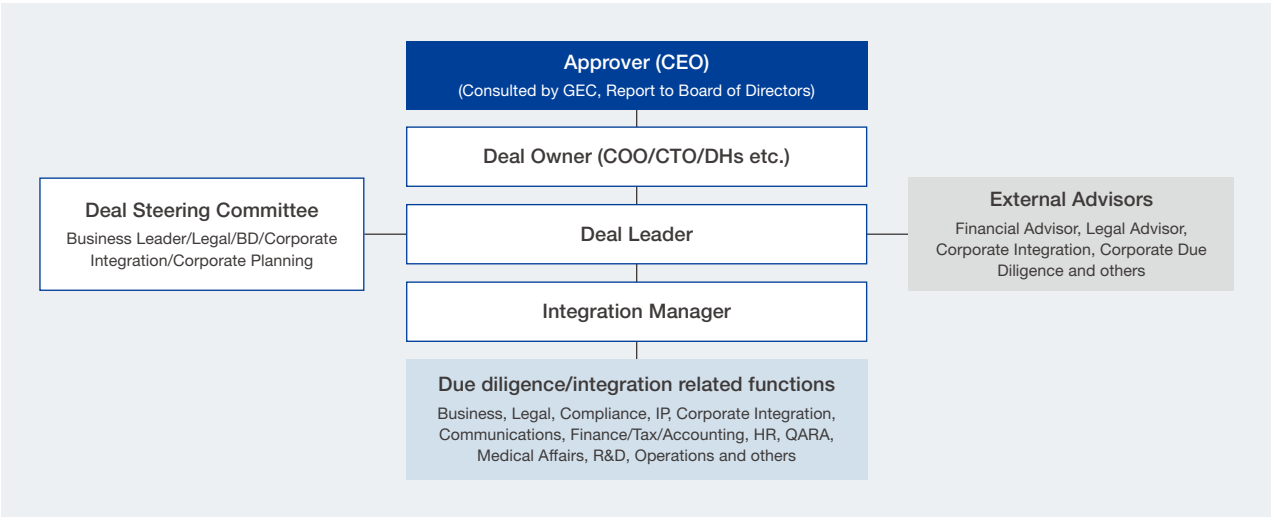 Approver (CEO)
(Consulted by GEC, Report to Board of Directors)
Deal Owner (COO/CTO/DHs etc.)
Deal Steering Committee
Business Leader/Legal/BD/Corporate
Integration/Corporate Planning
Deal Leader
External Advisors
Financial Advisor, Legal Advisor,
Corporate Integration, Corporate Due
Diligence and others
Integration Manager
Due diligence/integration related functions
Business, Legal, Compliance, IP, Corporate Integration,
Communications, Finance/Tax/Accounting, HR, QARA,
Medical Affairs, R&D, Operations and others